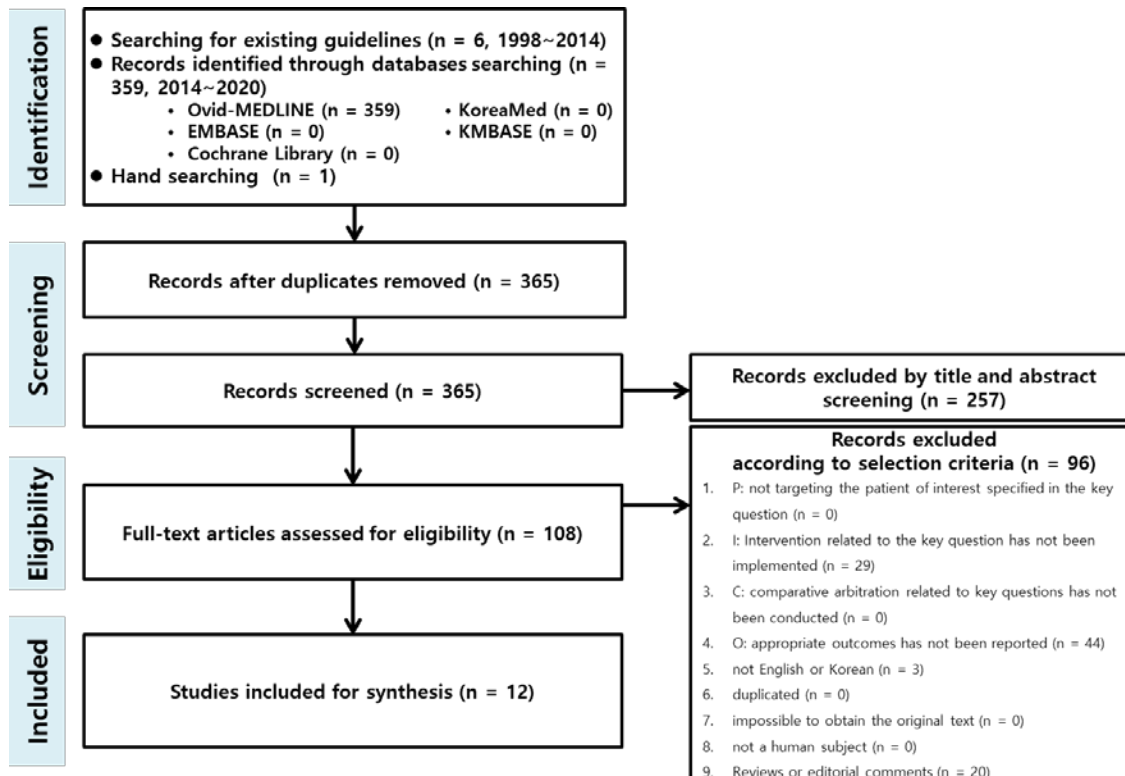 Identification
● Searching for existing guidelines (n = 6, 1998~2014)
● Records identified through databases searching (n =
359, 2014~2020)
• Ovid-MEDLINE (n = 359) • KoreaMed (n = 0)
• EMBASE (n = 0) • KMBASE (n = 0)
• Cochrane Library (n = 0)
● Hand searching (n = 1)
Screening
Records after duplicates removed (n = 365)
Records screened (n = 365)
Records excluded by title and abstract
screening (n = 257)
Eligibility
Full-text articles assessed for eligibility (n = 108)
Records excluded
according to selection criteria (n = 96)
1. P: not targeting the patient of interest specified in the key
question (n = 0)
2. I: Intervention related to the key question has not been
implemented (n = 29)
3. C: comparative arbitration related to key questions has not
been conducted (n = 0)
4. O: appropriate outcomes has not been reported (n = 44)
5. not English or Korean (n = 3)
6. duplicated (n = 0)
7. impossible to obtain the original text (n = 0)
8. not a human subject (n = 0)
9. Reviews or editorial comments (n = 20)
Included
Studies included for synthesis (n = 12)